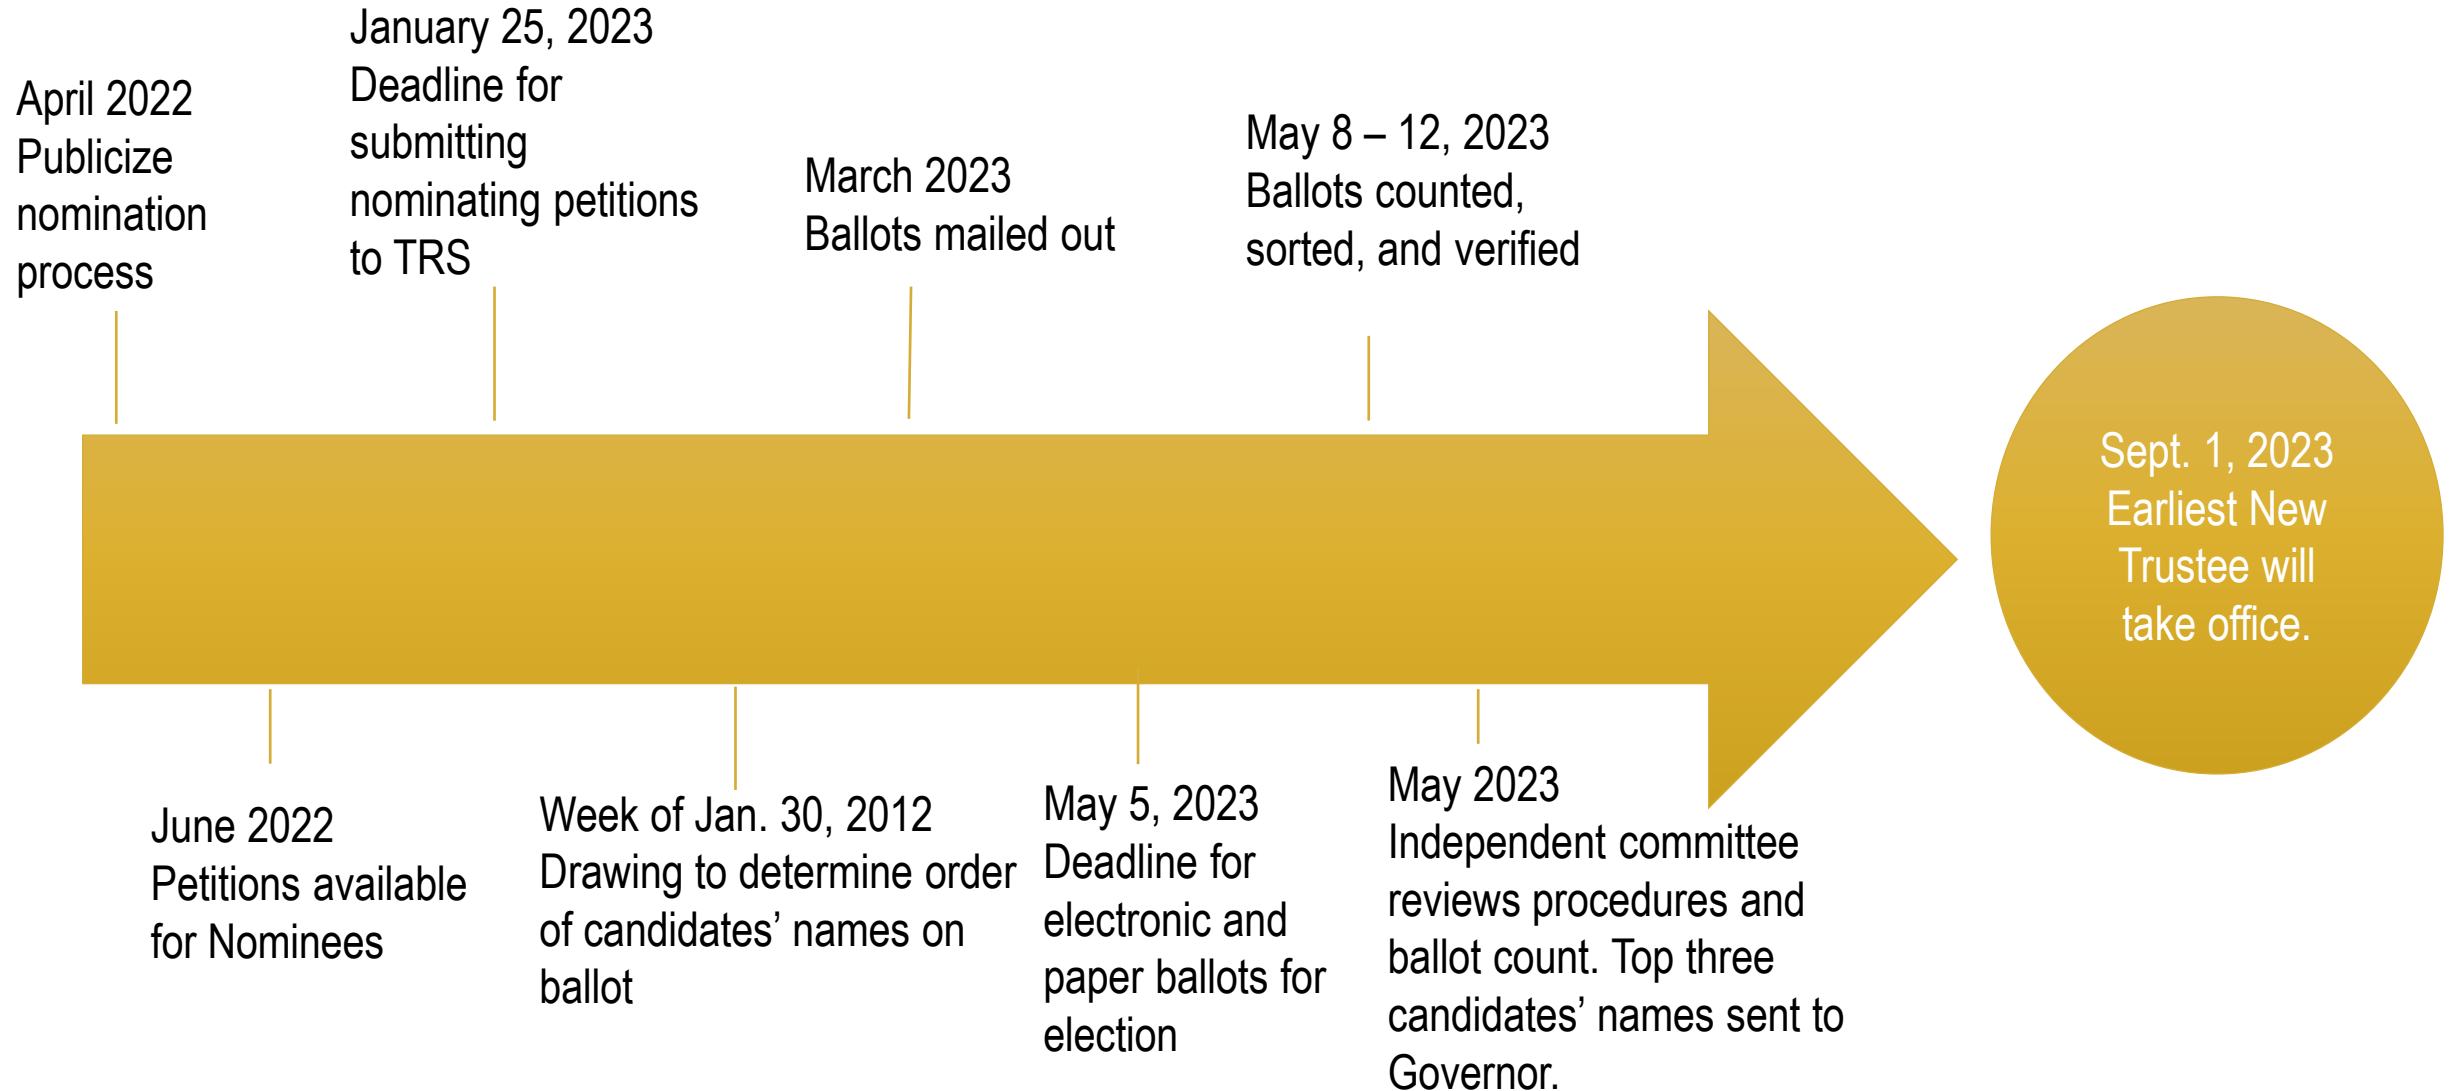 April 2022
Publicize
nomination
process
January 25, 2023
Deadline for
submitting
nominating petitions
to TRS
March 2023
Ballots mailed out
May 8 – 12, 2023
Ballots counted,
sorted, and verified
Sept. 1, 2023
Earliest New
Trustee will
take office.
June 2022
Petitions available
for Nominees
Week of Jan. 30, 2012
Drawing to determine order
of candidates’ names on
ballot
May 5, 2023
Deadline for
electronic and
paper ballots for
election
May 2023
Independent committee
reviews procedures and
ballot count. Top three
candidates’ names sent to
Governor.